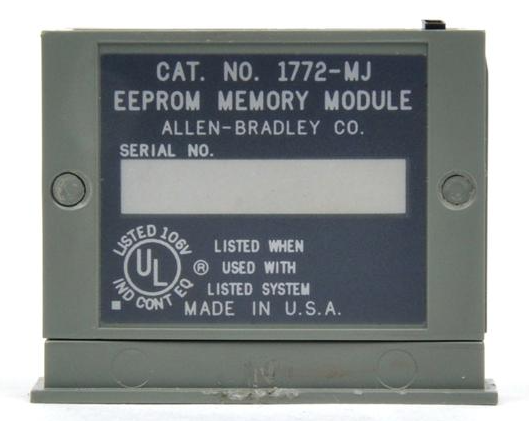 CAT. NO. 1772-MJ
EEPROM MEMORY MODULE
ALLEN-BRADLEY CO.
SERIAL NO.
LISTED 106V
UL
IND CONT EQ
®
LISTED WHEN
USED WITH
LISTED SYSTEM
MADE IN U.S.A.